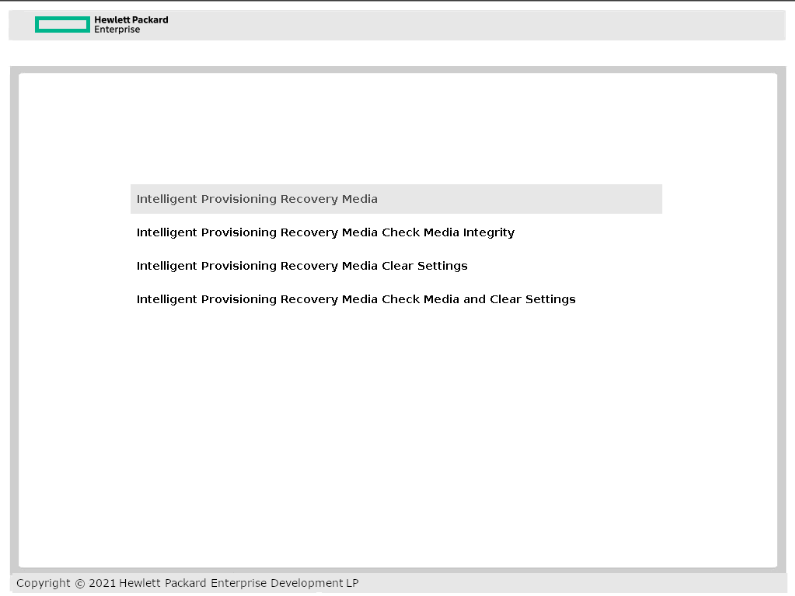 Hewlett Packard
Enterprise
Intelligent Provisioning Recovery Media
Intelligent Provisioning Recovery Media Check Media Integrity
Intelligent Provisioning Recovery Media Clear Settings
Intelligent Provisioning Recovery Media Check Media and Clear Settings
Copyright © 2021 Hewlett Packard Enterprise Development LP